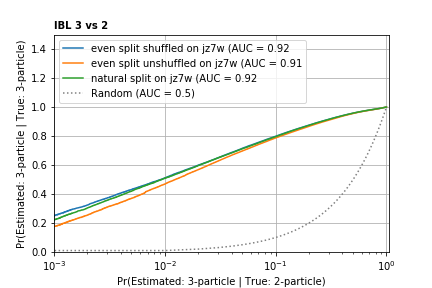 IBL 3 vs 2
even split shuffled on jz7w (AUC = 0.92
even split unshuffled on jz7w (AUC = 0.91
natural split on jz7w (AUC = 0.92
Random (AUC = 0.5)
Pr(Estimated: 3-particle | True: 3-particle)
1.4
1.2
1.0
0.8
0.6
0.4
0.2
0.0
10⁻³
10⁻²
10⁻¹
10⁰
Pr(Estimated: 3-particle | True: 2-particle)